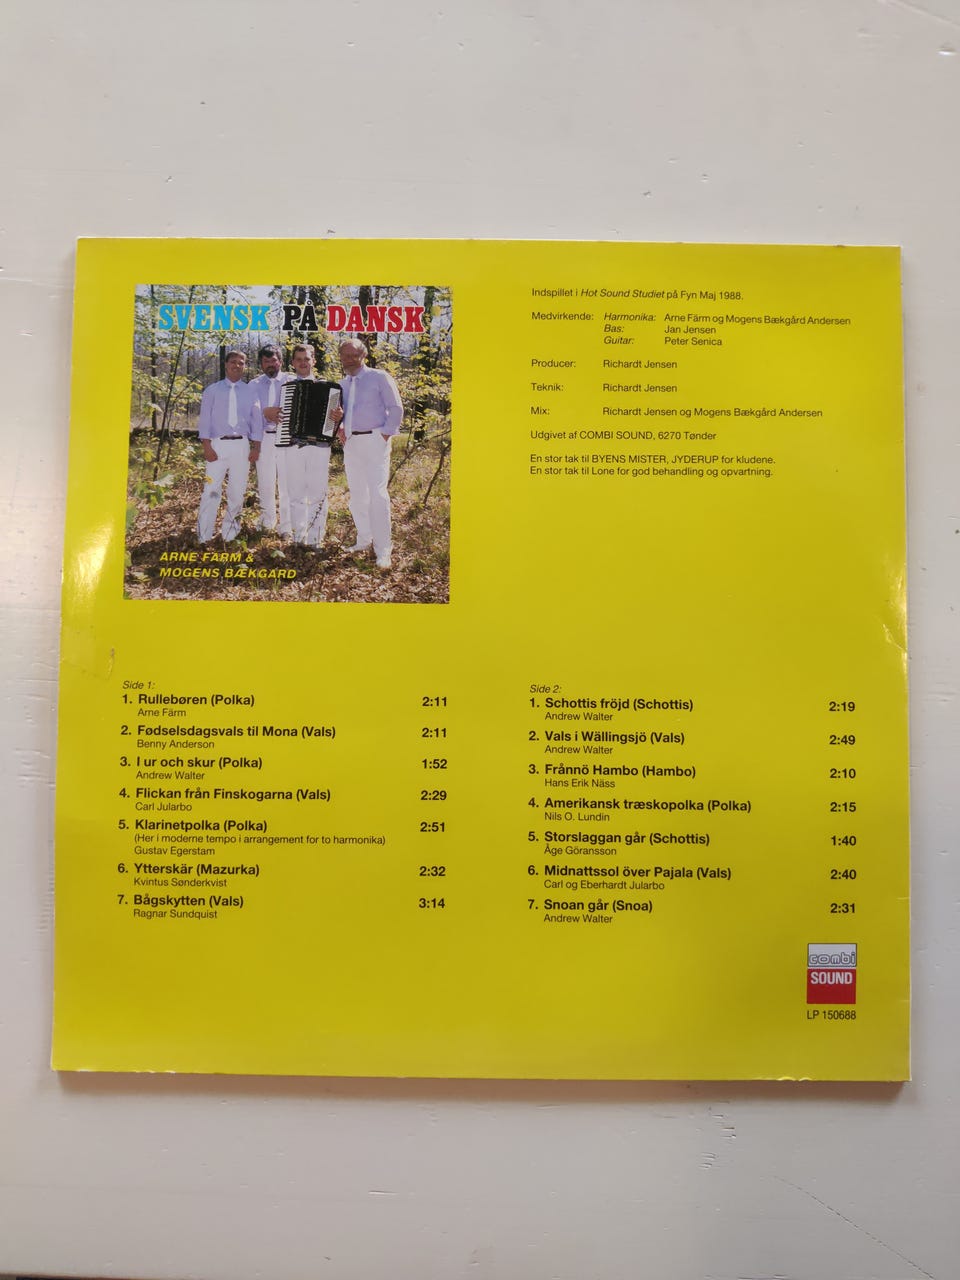 SVENSK PÅ DANSK
ARNE FÄRM &
MOGENS BÆKGÅRD
Indspillet i Hot Sound Studiet på Fyn Maj 1988.
Medvirkende: Harmonika: Arne Färm og Mogens Bækgård Andersen
Bas: Jan Jensen
Guitar: Peter Senica
Producer: Richardt Jensen
Teknik: Richardt Jensen
Mix: Richardt Jensen og Mogens Bækgård Andersen
Udgivet af COMBI SOUND, 6270 Tønder
En stor tak til BYENS MISTER, JYDERUP for kludene.
En stor tak til Lone for god behandling og opvartning.
Side 1:
1. Rullebøren (Polka) 2:11
Arne Färm
2. Fødselsdagsvals til Mona (Vals) 2:11
Benny Anderson
3. I ur och skur (Polka) 1:52
Andrew Walter
4. Flickan från Finskogarna (Vals) 2:29
Carl Jularbo
5. Klarinetpolka (Polka) 2:51
(Her i moderne tempo i arrangement for to harmonika)
Gustav Egerstam
6. Ytterskär (Mazurka) 2:32
Kvintus Sønderkvist
7. Bågskytten (Vals) 3:14
Ragnar Sundquist
Side 2:
1. Schottis fröjd (Schottis) 2:19
Andrew Walter
2. Vals i Wällingsjö (Vals) 2:49
Andrew Walter
3. Frånnö Hambo (Hambo) 2:10
Hans Erik Näss
4. Amerikansk træskopolka (Polka) 2:15
Nils O. Lundin
5. Storslaggan går (Schottis) 1:40
Åge Göransson
6. Midnattssol över Pajala (Vals) 2:40
Carl og Eberhardt Jularbo
7. Snoan går (Snoa) 2:31
Andrew Walter
combi
SOUND
LP 150688